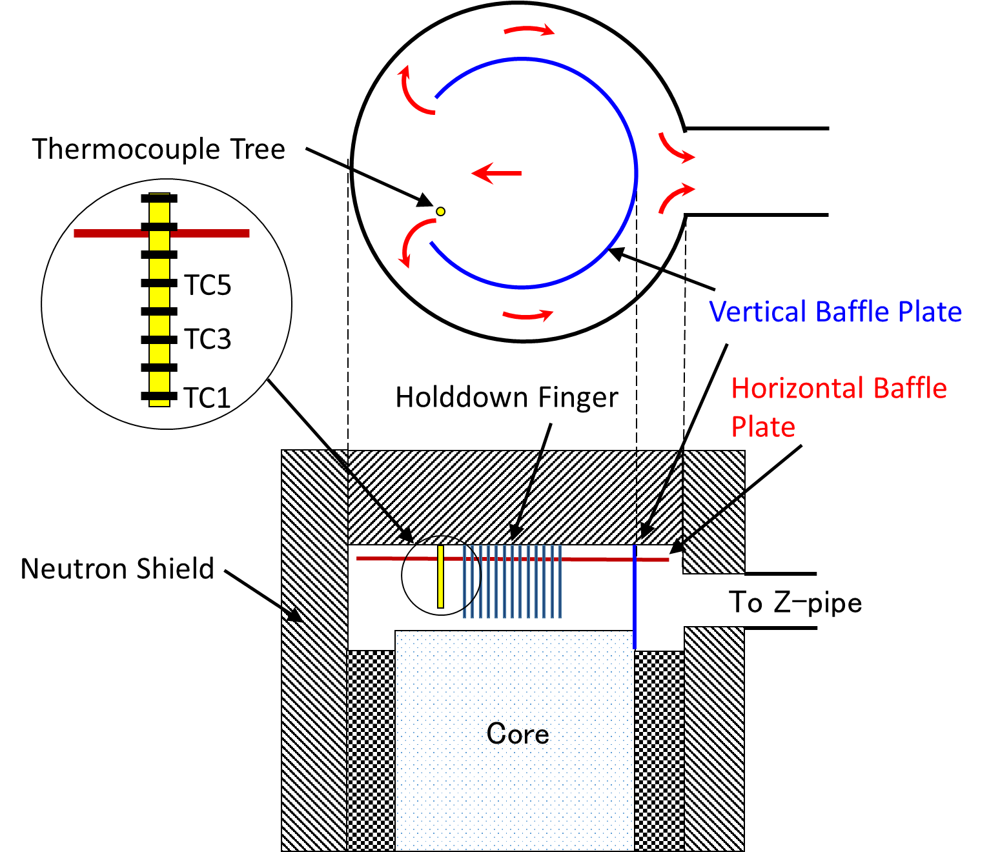 Thermocouple Tree
TC5
TC3
TC1
Vertical Baffle Plate
Horizontal Baffle
Plate
Holddown Finger
Neutron Shield
To Z-pipe
Core